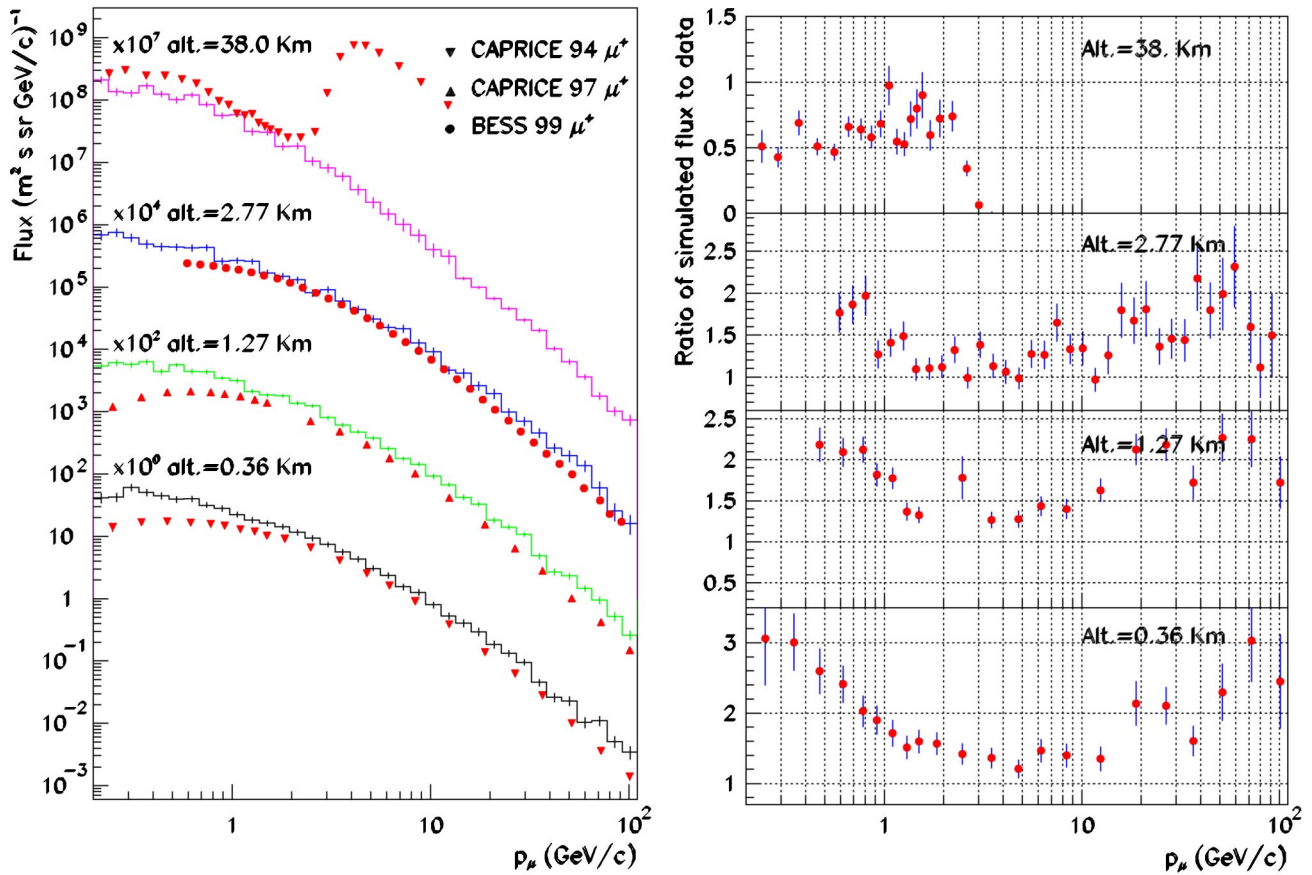 Flux (m² s sr GeV/c)⁻¹
10⁹
10⁸
10⁷
10⁶
10⁵
10⁴
10³
10²
10
1
10⁻¹
10⁻²
10⁻³
×10⁷ alt.=38.0 Km
×10⁴ alt.=2.77 Km
×10² alt.=1.27 Km
×10⁰ alt.=0.36 Km
CAPRICE 94 μ⁺
CAPRICE 97 μ⁺
BESS 99 μ⁺
1
10
10²
p_μ (GeV/c)
Ratio of simulated flux to data
1.5
1
0.5
0
Alt.=38. Km
2.5
2
1.5
1
Alt.=2.77 Km
2.5
2
1.5
1
0.5
Alt.=1.27 Km
3
2
1
Alt.=0.36 Km
1
10
10²
p_μ (GeV/c)